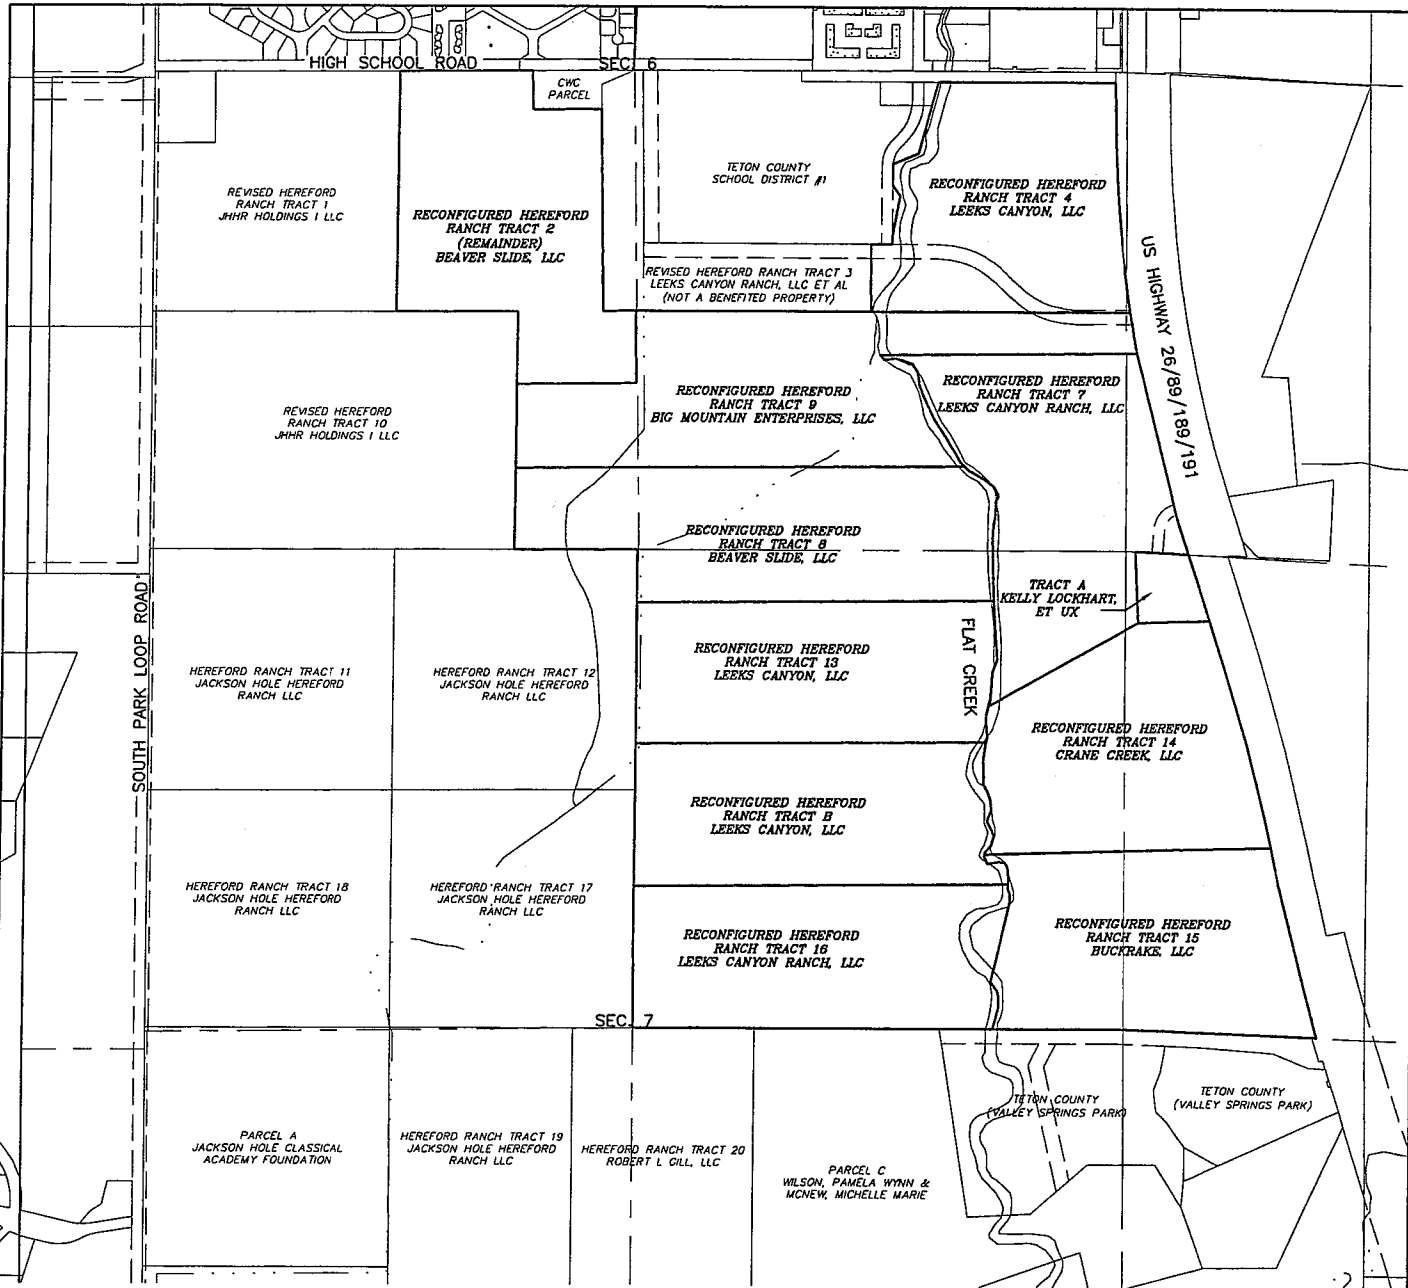 HIGH SCHOOL ROAD
SEC. 6
CWC
PARCEL
REVISED HEREFORD
RANCH TRACT 1
JHHR HOLDINGS I LLC
RECONFIGURED HEREFORD
RANCH TRACT 2
(REMAINDER)
BEAVER SLIDE, LLC
TETON COUNTY
SCHOOL DISTRICT #1
RECONFIGURED HEREFORD
RANCH TRACT 4
LEEKS CANYON, LLC
REVISED HEREFORD RANCH TRACT 3
LEEKS CANYON RANCH, LLC ET AL
(NOT A BENEFITED PROPERTY)
US HIGHWAY 26/89/189/191
REVISED HEREFORD
RANCH TRACT 10
JHHR HOLDINGS I LLC
RECONFIGURED HEREFORD
RANCH TRACT 9
BIG MOUNTAIN ENTERPRISES, LLC
RECONFIGURED HEREFORD
RANCH TRACT 7
LEEKS CANYON RANCH, LLC
RECONFIGURED HEREFORD
RANCH TRACT 8
BEAVER SLIDE, LLC
TRACT A
KELLY LOCKHART,
ET UX
SOUTH PARK LOOP ROAD
HEREFORD RANCH TRACT 11
JACKSON HOLE HEREFORD
RANCH LLC
HEREFORD RANCH TRACT 12
JACKSON HOLE HEREFORD
RANCH LLC
RECONFIGURED HEREFORD
RANCH TRACT 13
LEEKS CANYON, LLC
FLAT CREEK
RECONFIGURED HEREFORD
RANCH TRACT 14
CRANE CREEK, LLC
RECONFIGURED HEREFORD
RANCH TRACT B
LEEKS CANYON, LLC
HEREFORD RANCH TRACT 18
JACKSON HOLE HEREFORD
RANCH LLC
HEREFORD RANCH TRACT 17
JACKSON HOLE HEREFORD
RANCH LLC
RECONFIGURED HEREFORD
RANCH TRACT 16
LEEKS CANYON RANCH, LLC
RECONFIGURED HEREFORD
RANCH TRACT 15
BUCKRAKE, LLC
SEC. 7
PARCEL A
JACKSON HOLE CLASSICAL
ACADEMY FOUNDATION
HEREFORD RANCH TRACT 19
JACKSON HOLE HEREFORD
RANCH LLC
HEREFORD RANCH TRACT 20
ROBERT L GILL, LLC
PARCEL C
WILSON, PAMELA WYNN &
MCNEW, MICHELLE MARIE
TETON COUNTY
(VALLEY SPRINGS PARK)
TETON COUNTY
(VALLEY SPRINGS PARK)